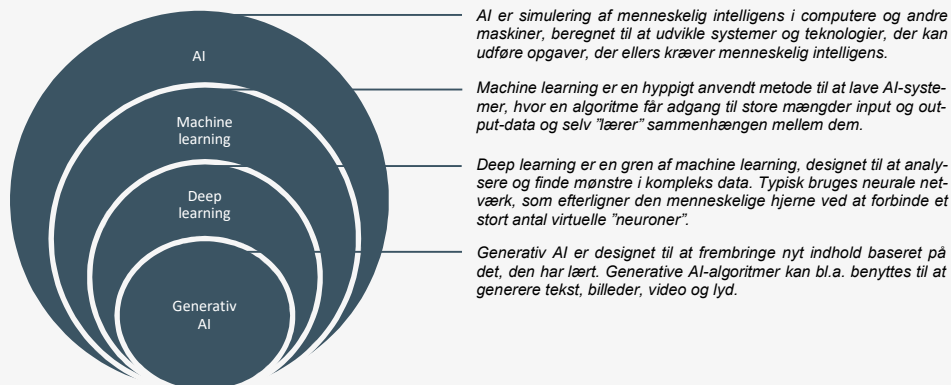 AI
Machine
learning
Deep
learning
Generativ
AI
AI er simulering af menneskelig intelligens i computere og andre
maskiner, beregnet til at udvikle systemer og teknologier, der kan
udføre opgaver, der ellers kræver menneskelig intelligens.
Machine learning er en hyppigt anvendt metode til at lave AI-syste-
mer, hvor en algoritme får adgang til store mængder input og out-
put-data og selv ”lærer” sammenhængen mellem dem.
Deep learning er en gren af machine learning, designet til at analy-
sere og finde mønstre i kompleks data. Typisk bruges neurale net-
værk, som efterligner den menneskelige hjerne ved at forbinde et
stort antal virtuelle ”neuroner”.
Generativ AI er designet til at frembringe nyt indhold baseret på
det, den har lært. Generative AI-algoritmer kan bl.a. benyttes til at
generere tekst, billeder, video og lyd.